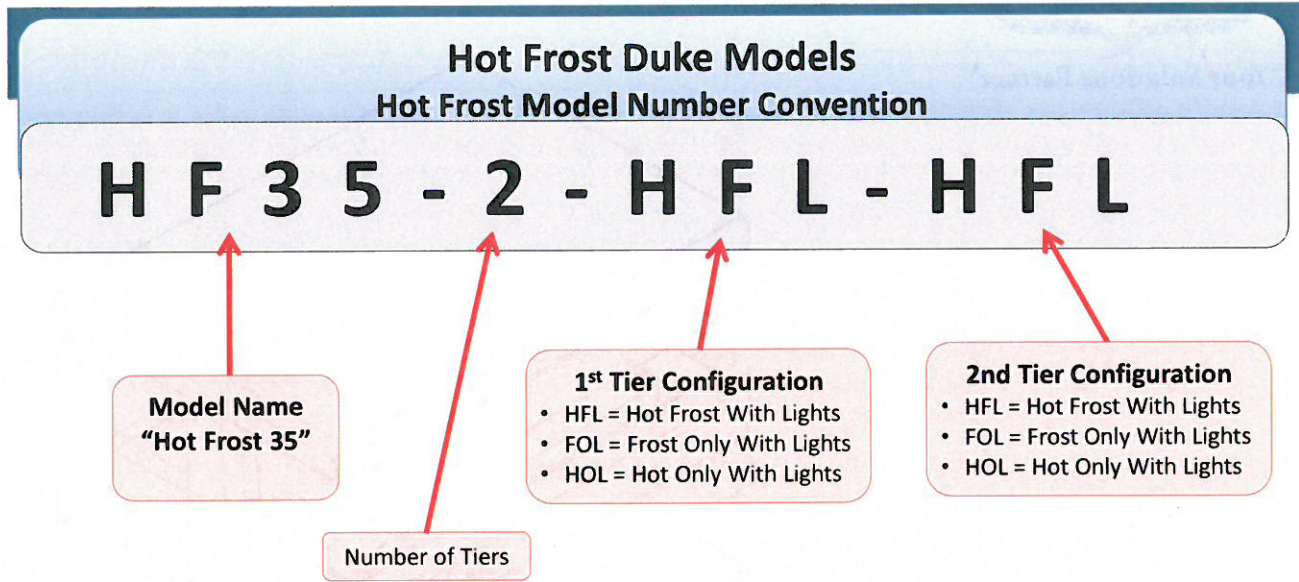 Hot Frost Duke Models
Hot Frost Model Number Convention
HF35-2-HFL-HFL
Model Name
“Hot Frost 35”
Number of Tiers
1st Tier Configuration
• HFL = Hot Frost With Lights
• FOL = Frost Only With Lights
• HOL = Hot Only With Lights
2nd Tier Configuration
• HFL = Hot Frost With Lights
• FOL = Frost Only With Lights
• HOL = Hot Only With Lights